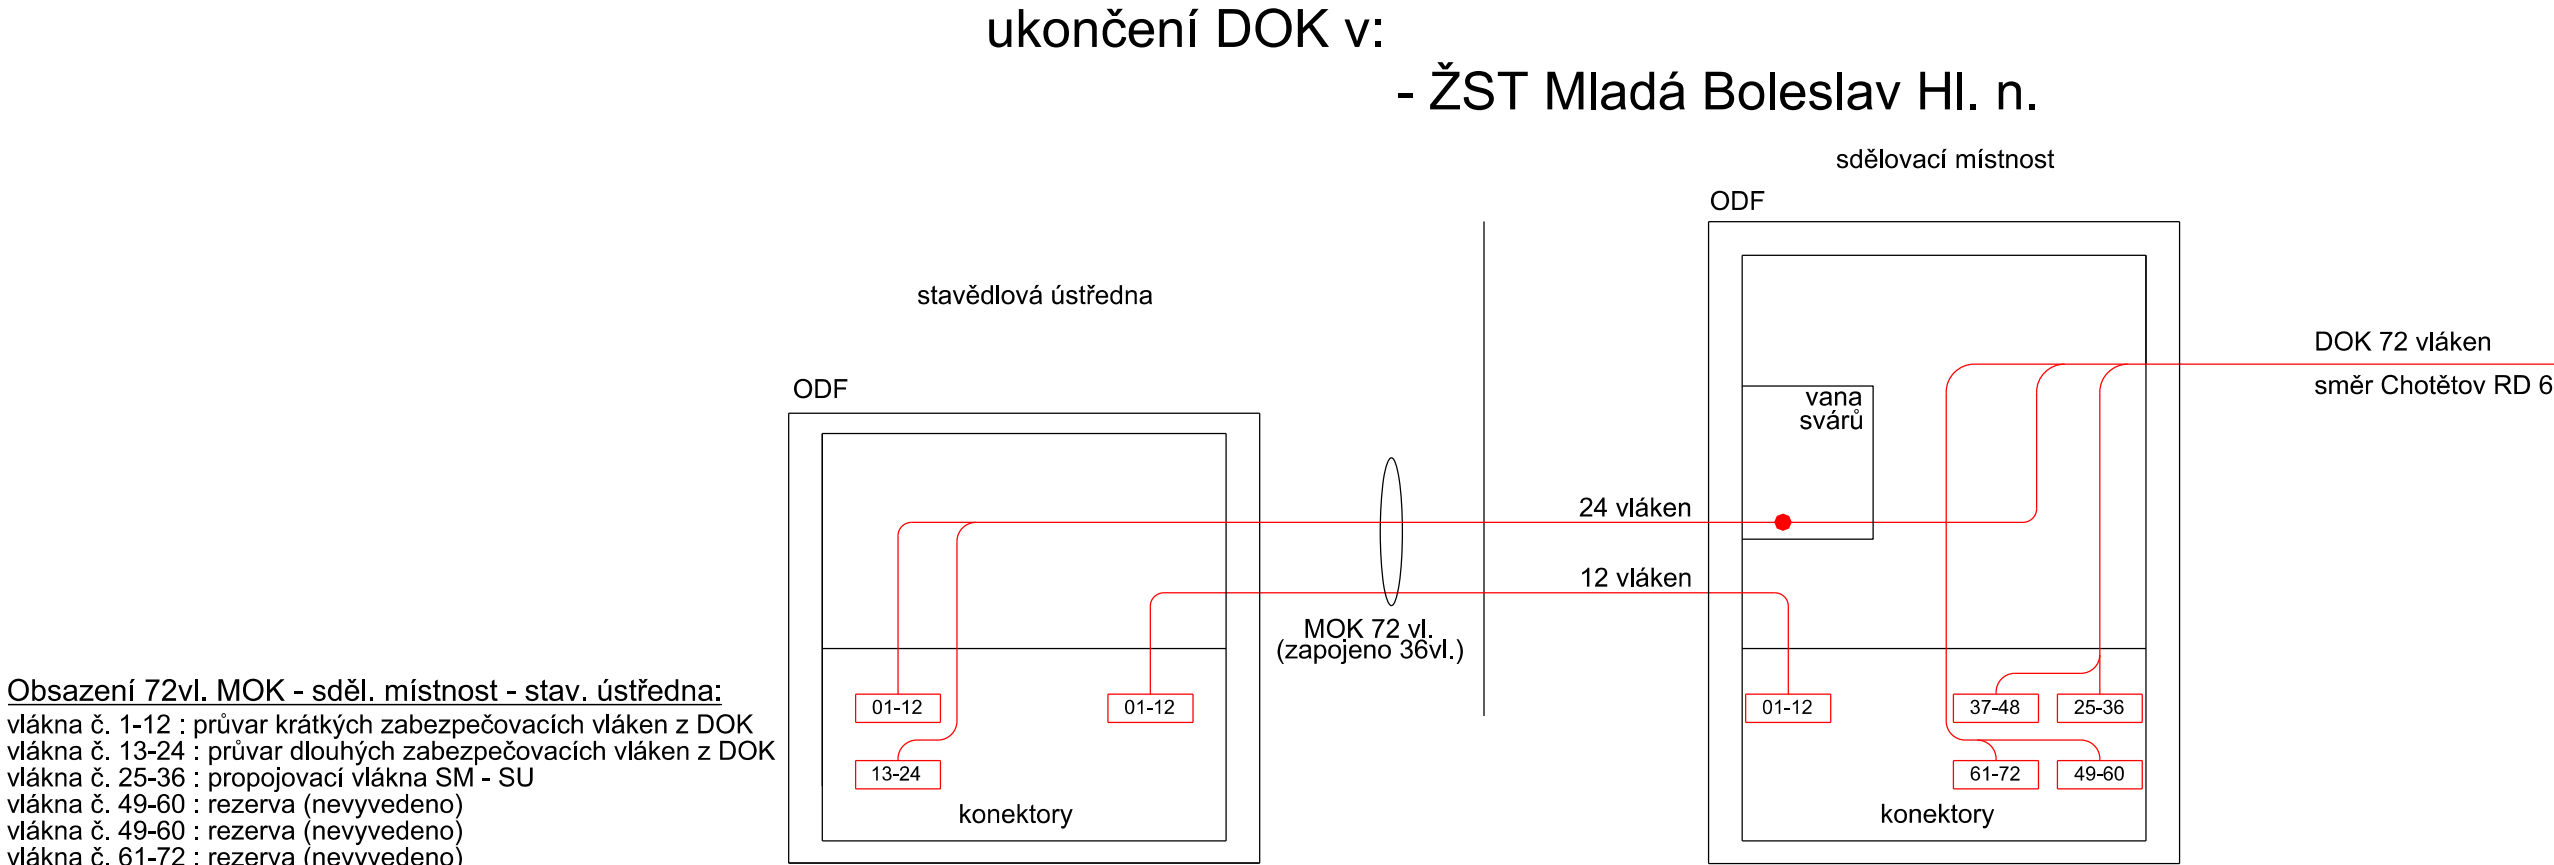 ukončení DOK v:
- ŽST Mladá Boleslav Hl. n.
sdělovací místnost
ODF
stavědlová ústředna
DOK 72 vláken
směr Chotětov RD 6
ODF
vana
svárů
24 vláken
12 vláken
MOK 72 vl.
(zapojeno 36vl.)
01-12
01-12
01-12
37-48
25-36
13-24
61-72
49-60
konektory
konektory
Obsazení 72vl. MOK - sděl. místnost - stav. ústředna:
vlákna č. 1-12 : průvar krátkých zabezpečovacích vláken z DOK
vlákna č. 13-24 : průvar dlouhých zabezpečovacích vláken z DOK
vlákna č. 25-36 : propojovací vlákna SM - SU
vlákna č. 49-60 : rezerva (nevyvedeno)
vlákna č. 49-60 : rezerva (nevyvedeno)
vlákna č. 61-72 : rezerva (nevyvedeno)